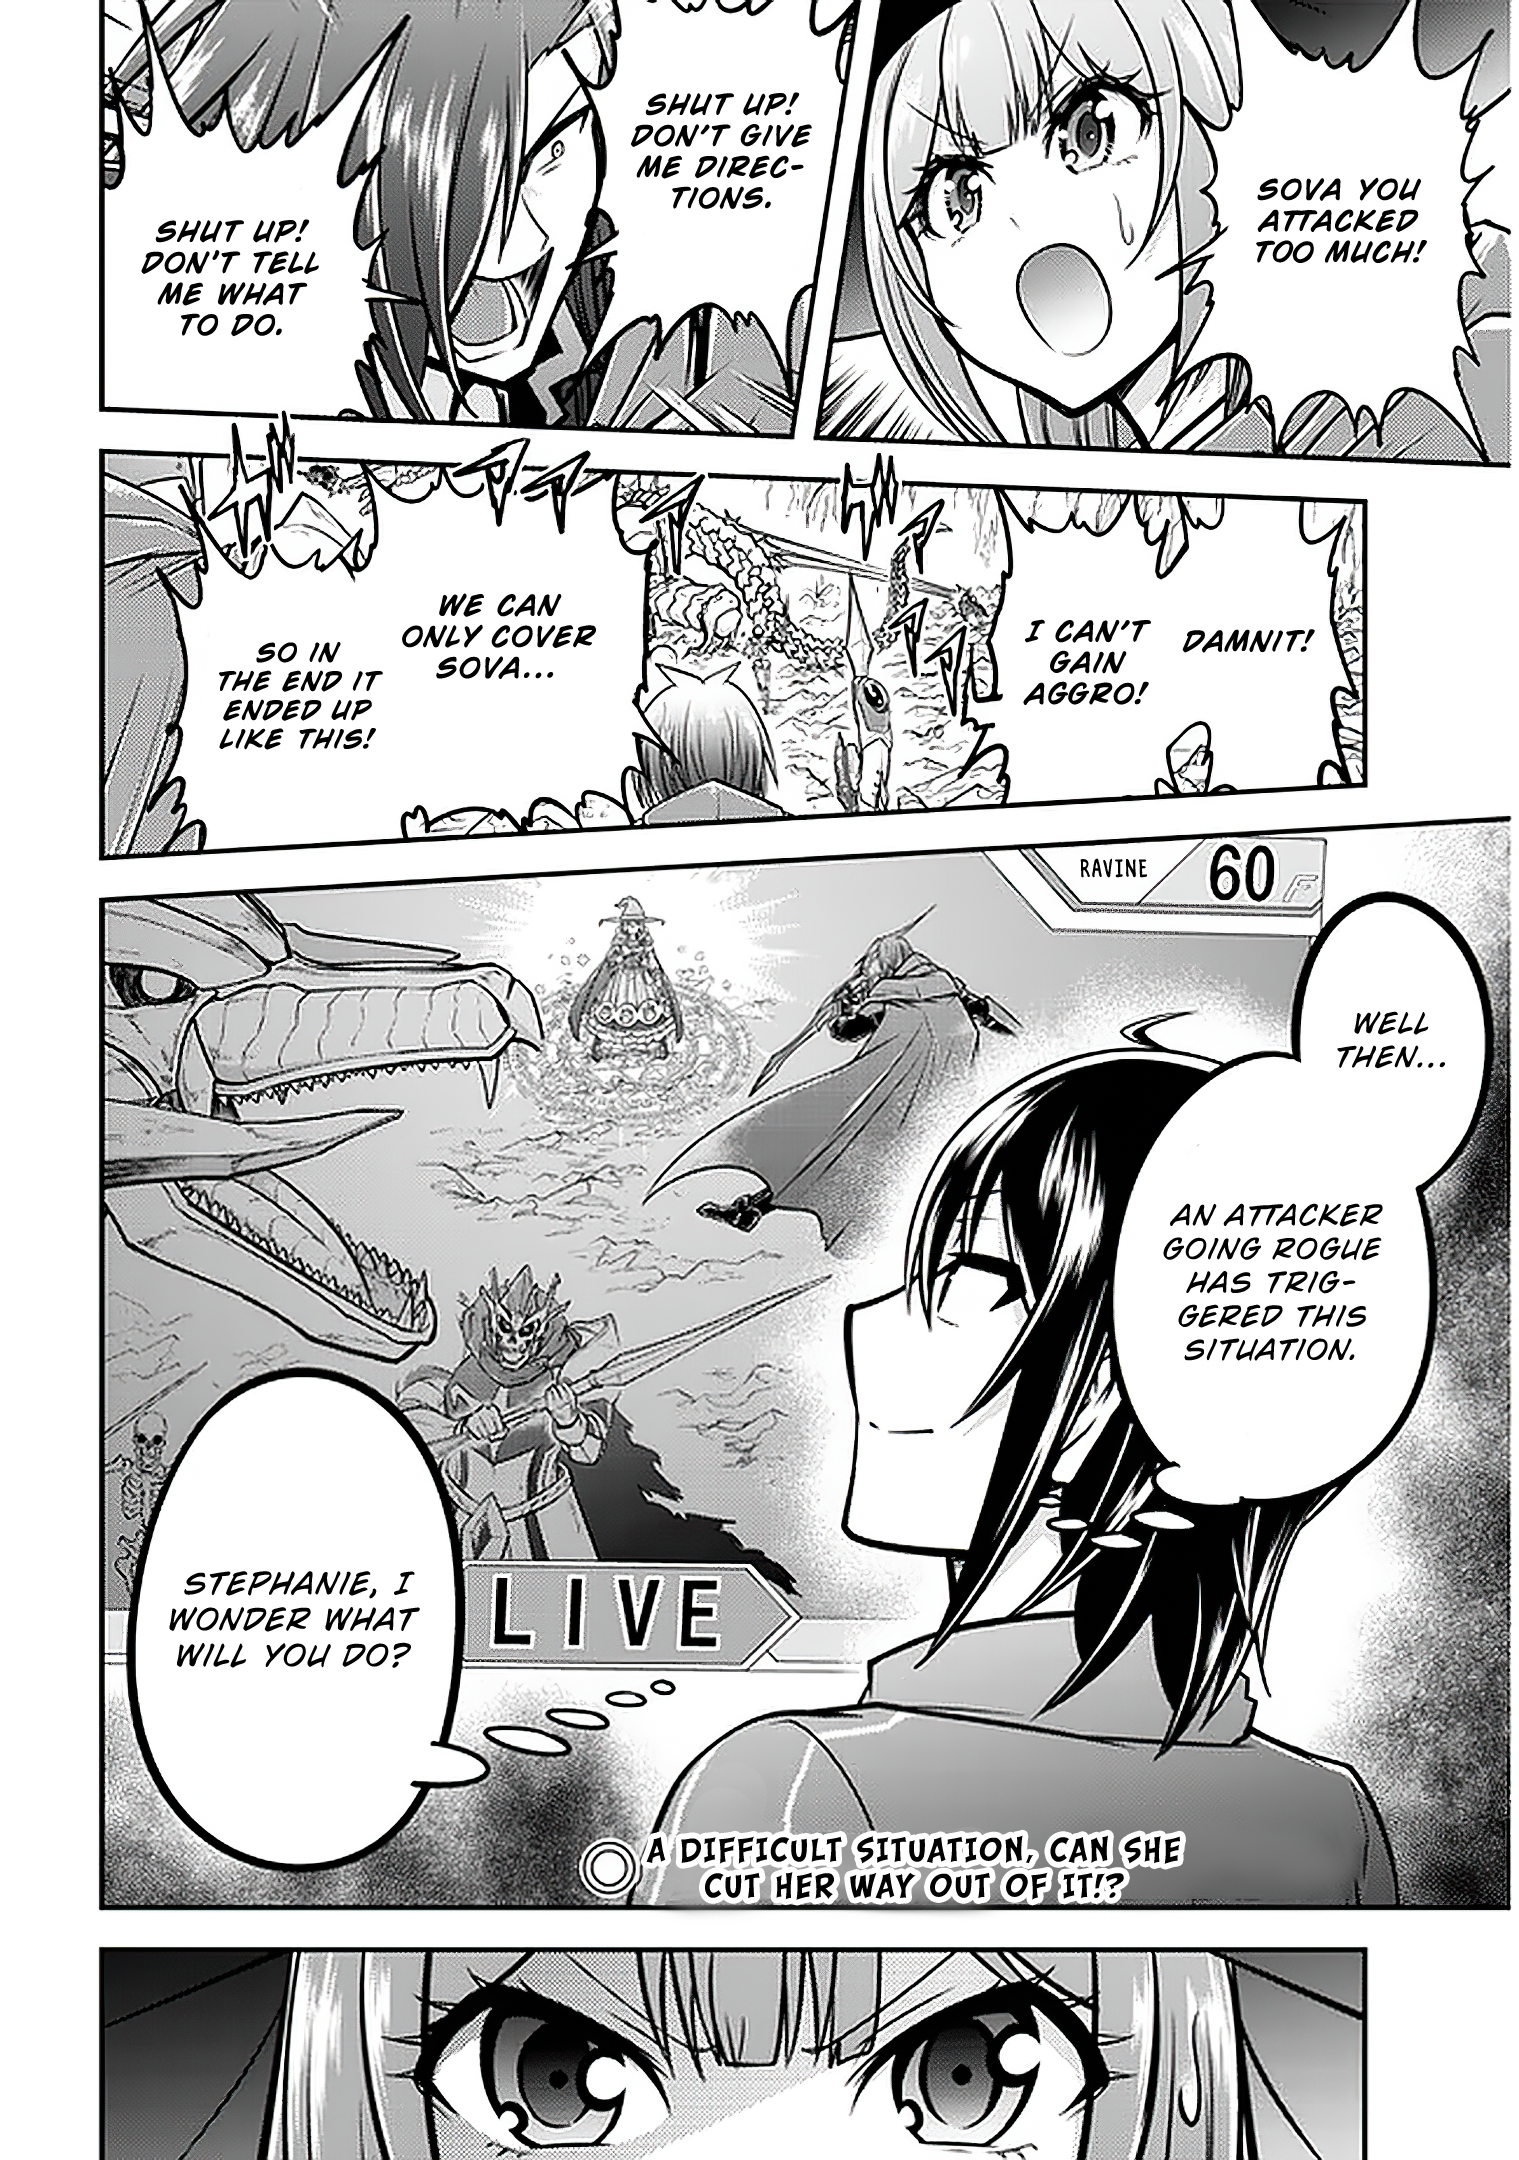 SOVA YOU
ATTACKED
TOO MUCH!
SHUT UP!
DON'T GIVE
ME DIREC-
TIONS.
SHUT UP!
DON'T TELL
ME WHAT
TO DO.
DAMNIT!
I CAN'T
GAIN
AGGRO!
WE CAN
ONLY COVER
SOVA...
SO IN
THE END IT
ENDED UP
LIKE THIS!
RAVINE 60F
WELL
THEN...
AN ATTACKER
GOING ROGUE
HAS TRIG-
GERED THIS
SITUATION.
STEPHANIE, I
WONDER WHAT
WILL YOU DO?
LIVE
A DIFFICULT SITUATION, CAN SHE
CUT HER WAY OUT OF IT!?